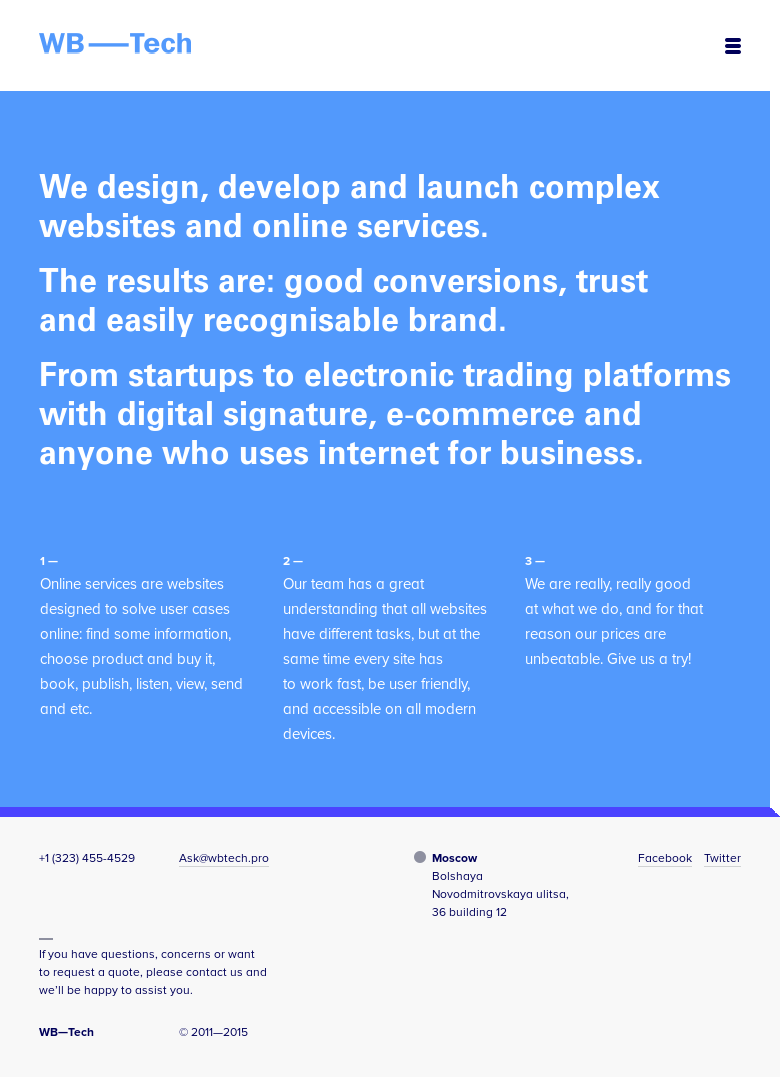 WB—Tech
We design, develop and launch complex
websites and online services.
The results are: good conversions, trust
and easily recognisable brand.
From startups to electronic trading platforms
with digital signature, e-commerce and
anyone who uses internet for business.
1 —
Online services are websites
designed to solve user cases
online: find some information,
choose product and buy it,
book, publish, listen, view, send
and etc.
2 —
Our team has a great
understanding that all websites
have different tasks, but at the
same time every site has
to work fast, be user friendly,
and accessible on all modern
devices.
3 —
We are really, really good
at what we do, and for that
reason our prices are
unbeatable. Give us a try!
+1 (323) 455-4529
Ask@wbtech.pro
Moscow
Bolshaya
Novodmitrovskaya ulitsa,
36 building 12
Facebook
Twitter
—
If you have questions, concerns or want
to request a quote, please contact us and
we'll be happy to assist you.
WB—Tech
© 2011—2015